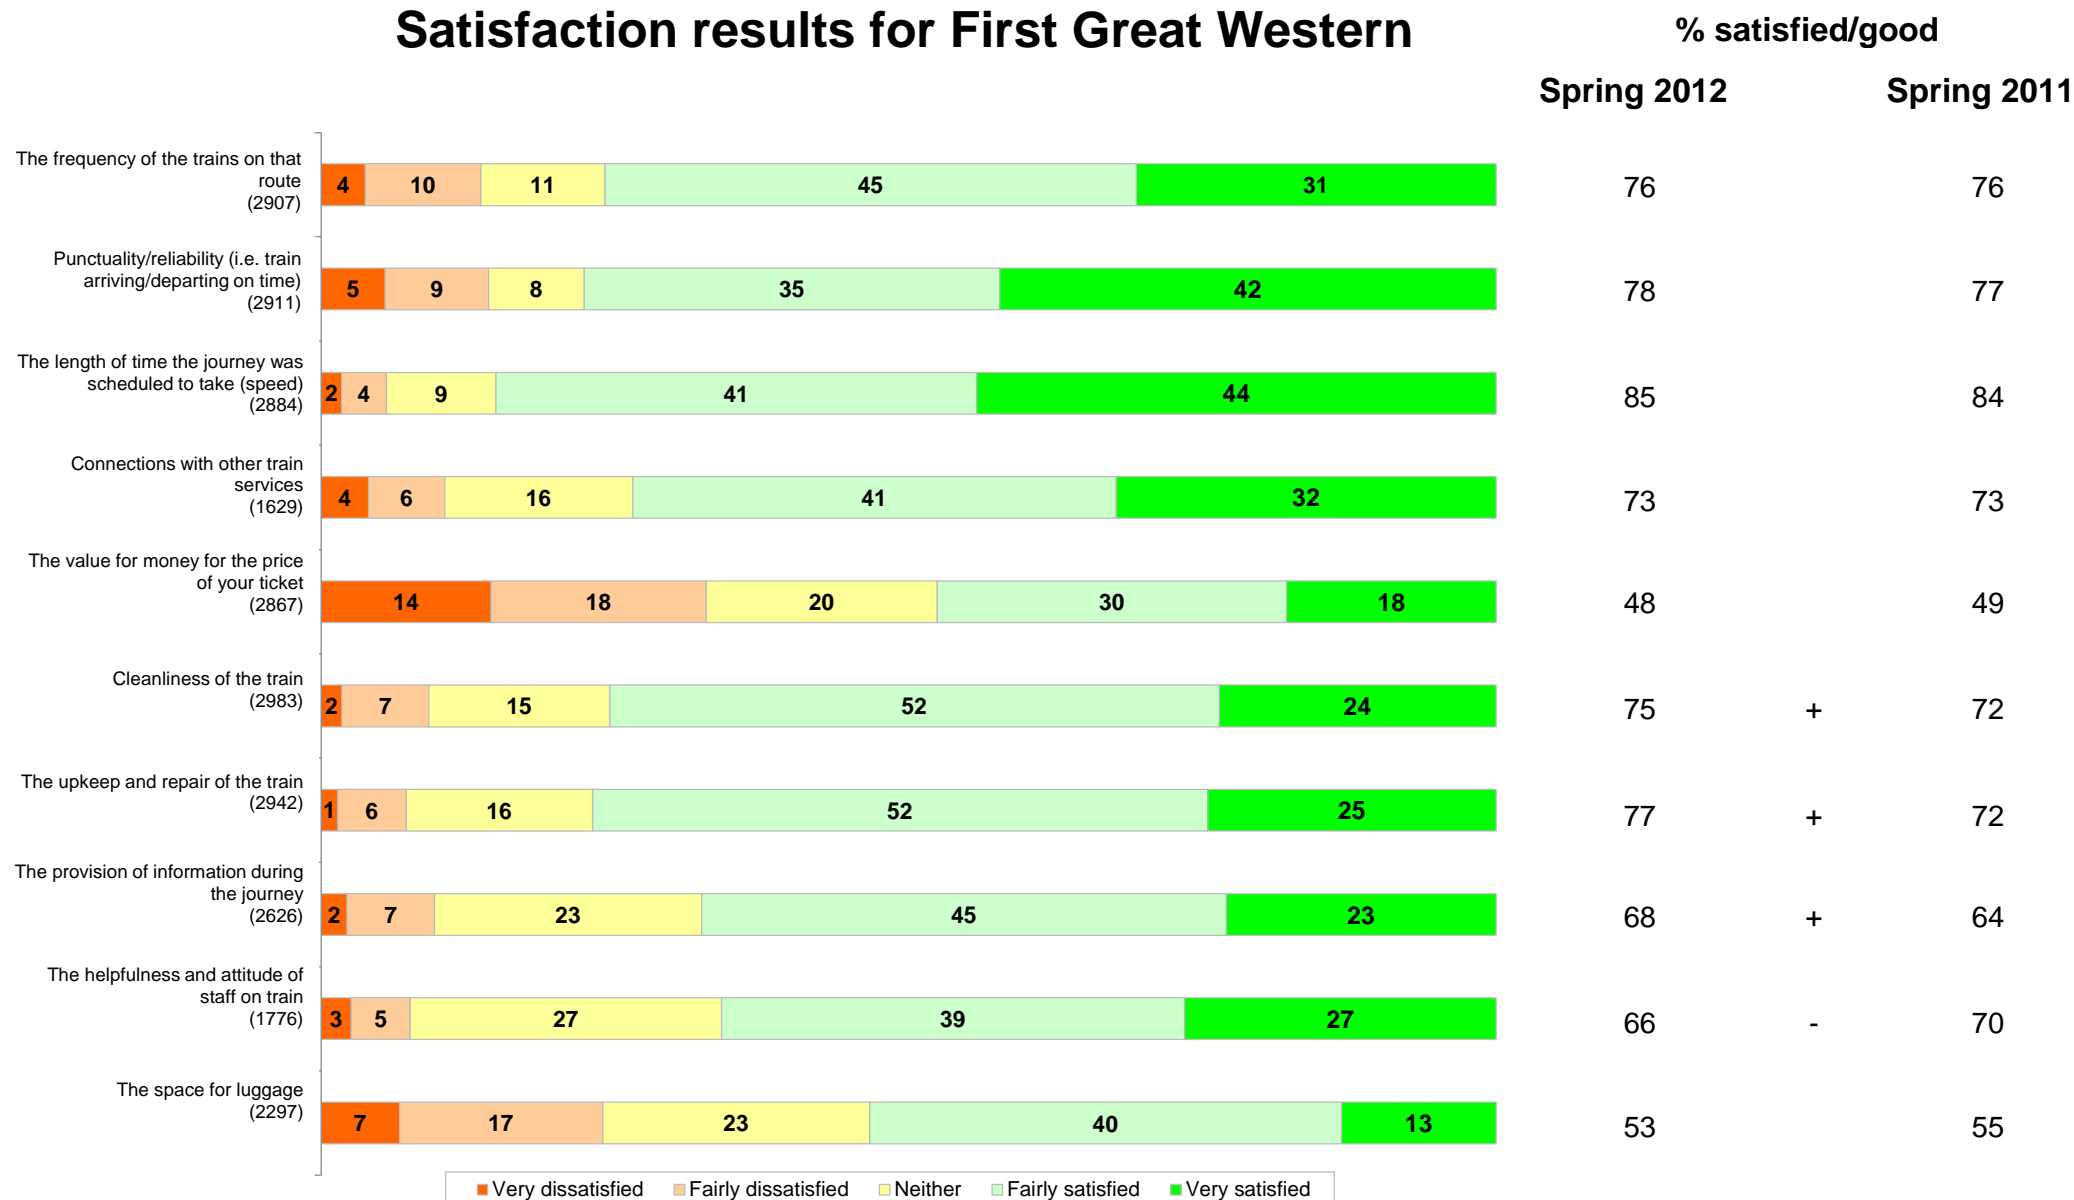 Satisfaction results for First Great Western
% satisfied/good
Spring 2012 Spring 2011
The frequency of the trains on that
route
(2907)
4 10 11 45 31 76 76
Punctuality/reliability (i.e. train
arriving/departing on time)
(2911)
5 9 8 35 42 78 77
The length of time the journey was
scheduled to take (speed)
(2884)
2 4 9 41 44 85 84
Connections with other train
services
(1629)
4 6 16 41 32 73 73
The value for money for the price
of your ticket
(2867)
14 18 20 30 18 48 49
Cleanliness of the train
(2983)
2 7 15 52 24 75 + 72
The upkeep and repair of the train
(2942)
1 6 16 52 25 77 + 72
The provision of information during
the journey
(2626)
2 7 23 45 23 68 + 64
The helpfulness and attitude of
staff on train
(1776)
3 5 27 39 27 66 - 70
The space for luggage
(2297)
7 17 23 40 13 53 55
Very dissatisfied Fairly dissatisfied Neither Fairly satisfied Very satisfied